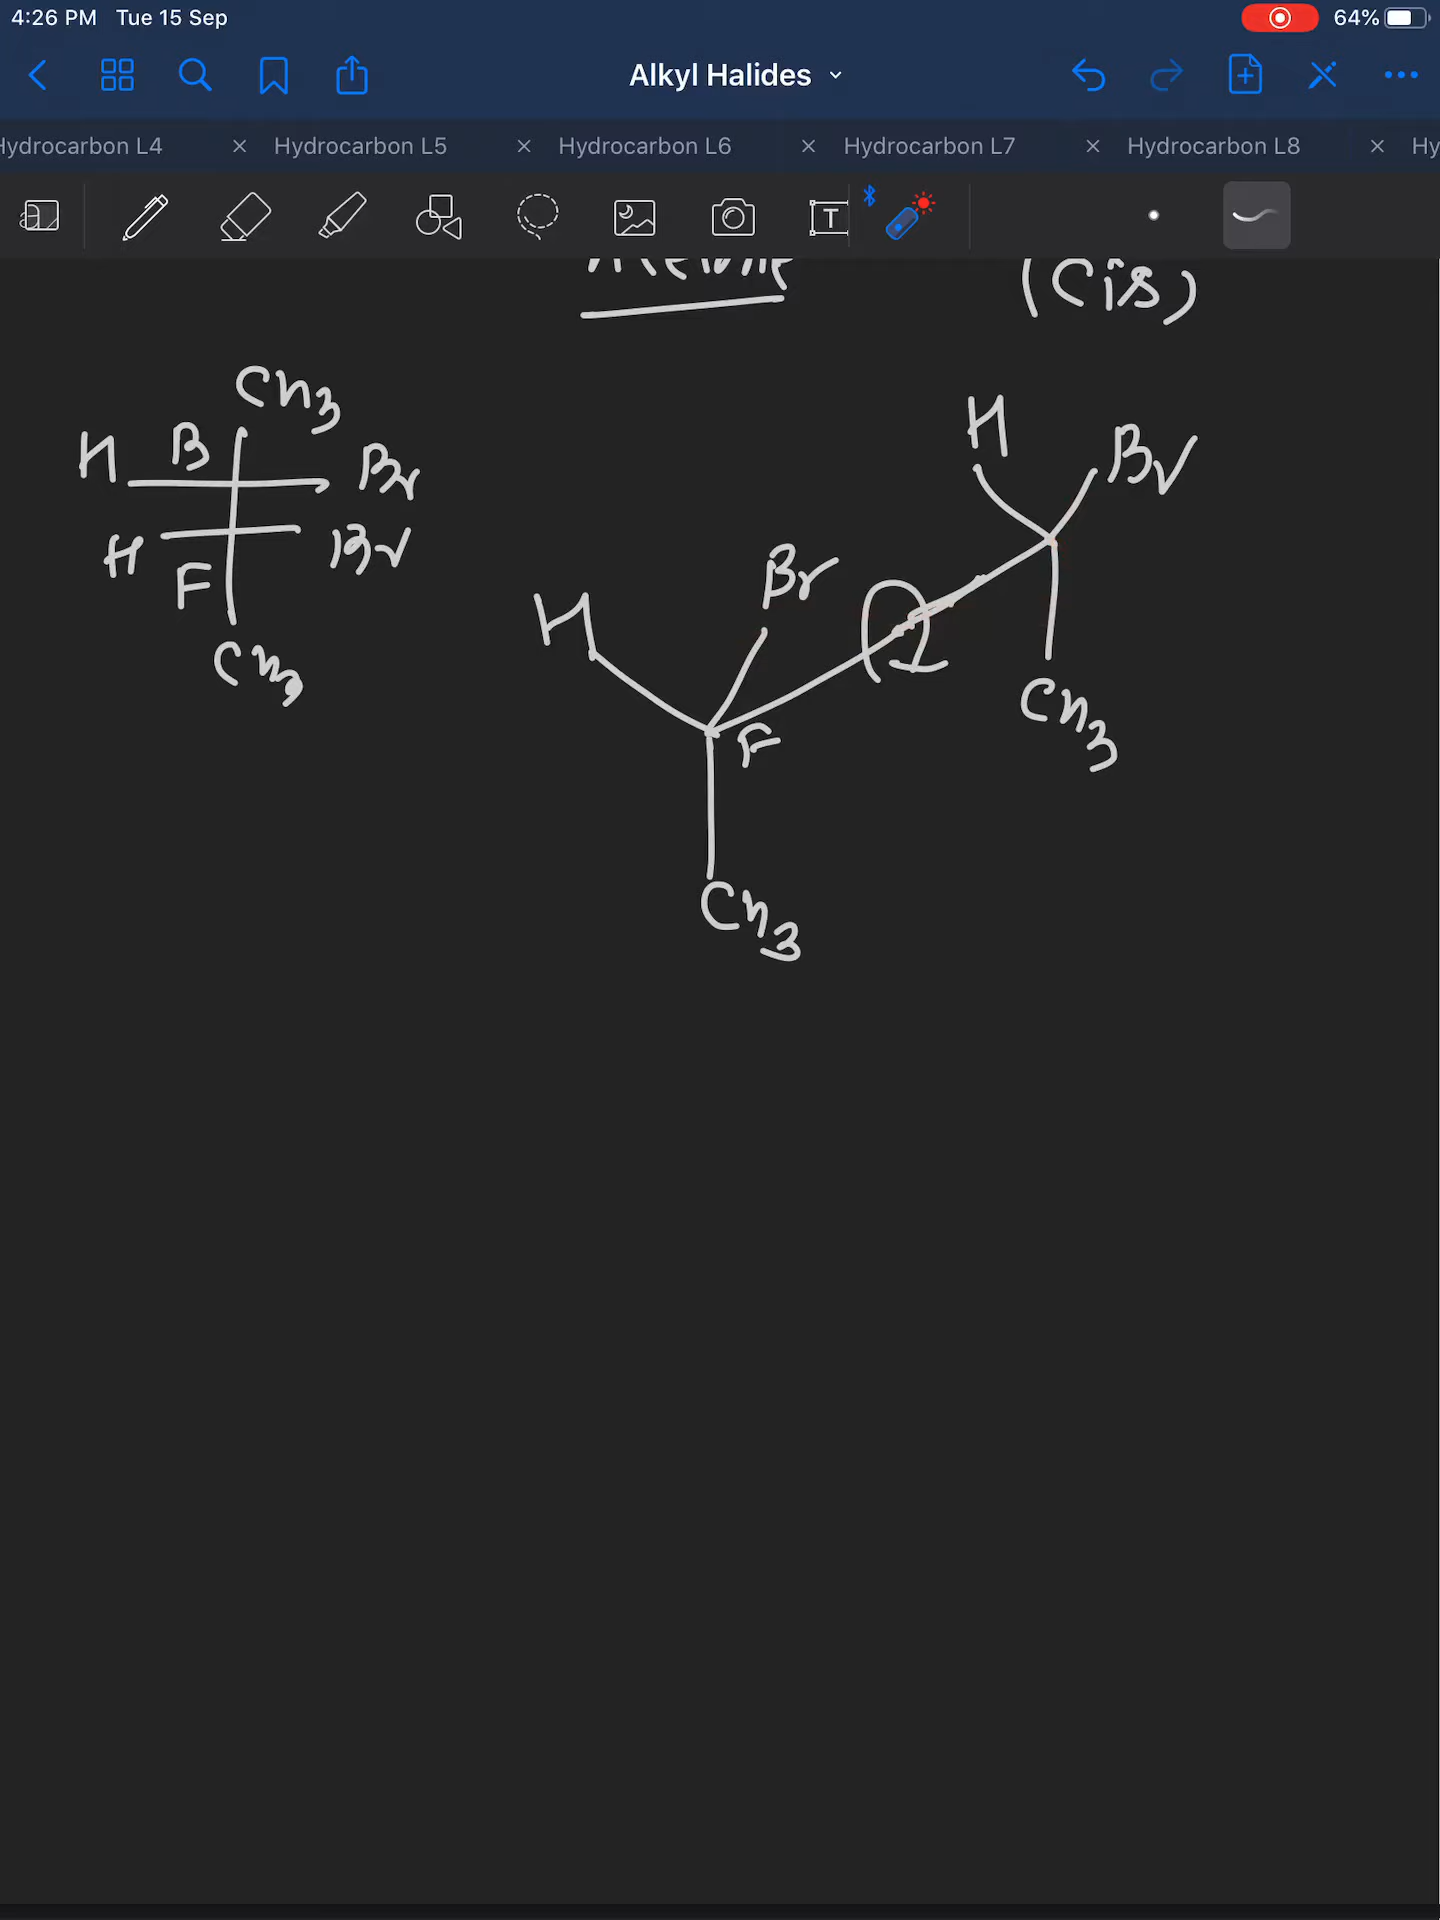 4:26 PM Tue 15 Sep
64%
Alkyl Halides
Hydrocarbon L4 × Hydrocarbon L5 × Hydrocarbon L6 × Hydrocarbon L7 × Hydrocarbon L8 × Hy
T
(Cis)
CH3
H B Br
H Br
F
CH3
H Br
H Br
F
CH3
CH3